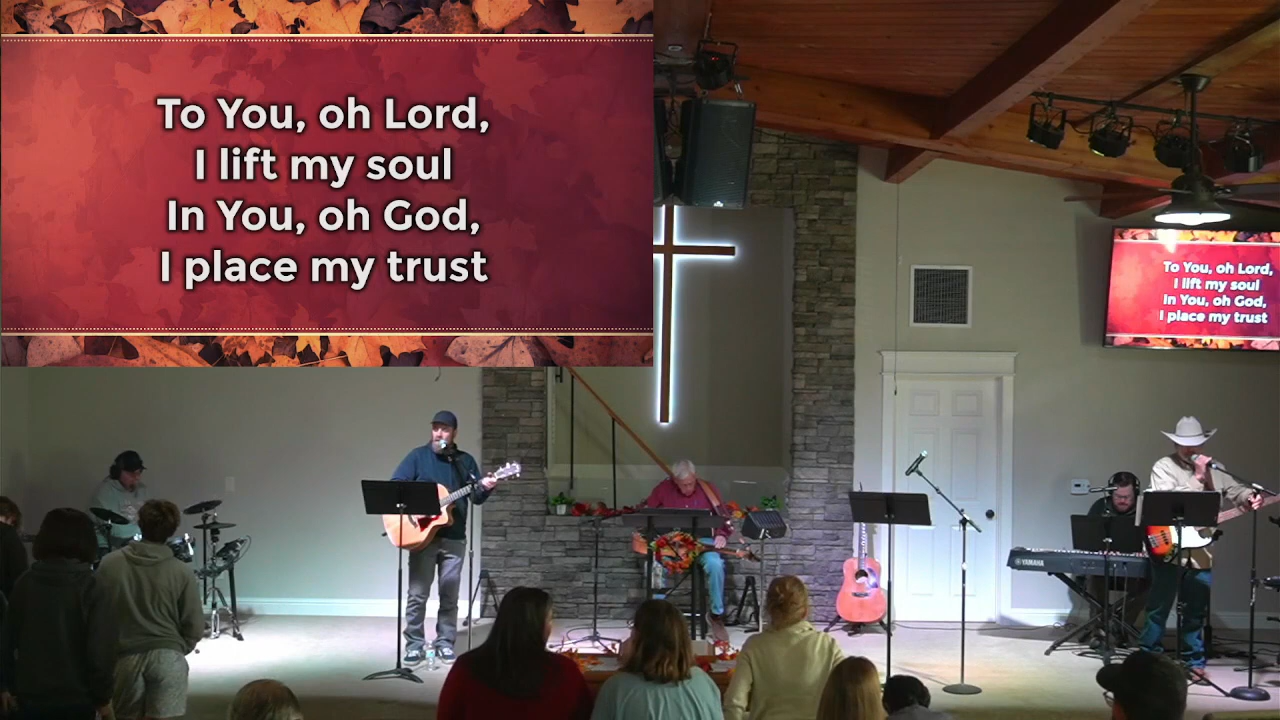 To You, oh Lord,
I lift my soul
In You, oh God,
I place my trust
To You, oh Lord,
I lift my soul
In You, oh God,
I place my trust
YAMAHA